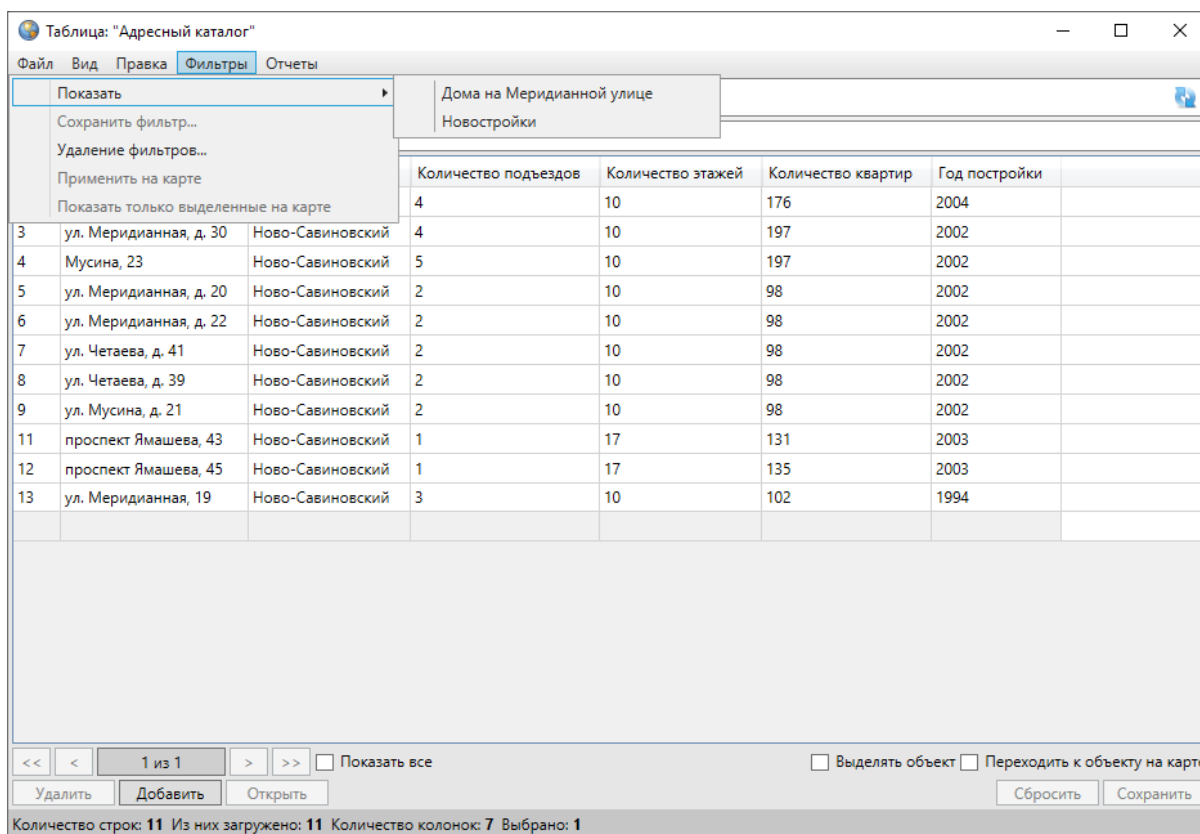 Таблица: "Адресный каталог"
Файл Вид Правка Фильтры Отчеты
Показать
Дома на Меридианной улице
Сохранить фильтр...
Новостройки
Удаление фильтров...
Применить на карте
Показать только выделенные на карте
Количество подъездов Количество этажей Количество квартир Год постройки
4 10 176 2004
3 ул. Меридианная, д. 30 Ново-Савиновский 4 10 197 2002
4 Мусина, 23 Ново-Савиновский 5 10 197 2002
5 ул. Меридианная, д. 20 Ново-Савиновский 2 10 98 2002
6 ул. Меридианная, д. 22 Ново-Савиновский 2 10 98 2002
7 ул. Четаева, д. 41 Ново-Савиновский 2 10 98 2002
8 ул. Четаева, д. 39 Ново-Савиновский 2 10 98 2002
9 ул. Мусина, д. 21 Ново-Савиновский 2 10 98 2002
11 проспект Ямашева, 43 Ново-Савиновский 1 17 131 2003
12 проспект Ямашева, 45 Ново-Савиновский 1 17 135 2003
13 ул. Меридианная, 19 Ново-Савиновский 3 10 102 1994
<< < 1 из 1 > >> Показать все Выделять объект Переходить к объекту на карте
Удалить Добавить Открыть Сбросить Сохранить
Количество строк: 11 Из них загружено: 11 Количество колонок: 7 Выбрано: 1